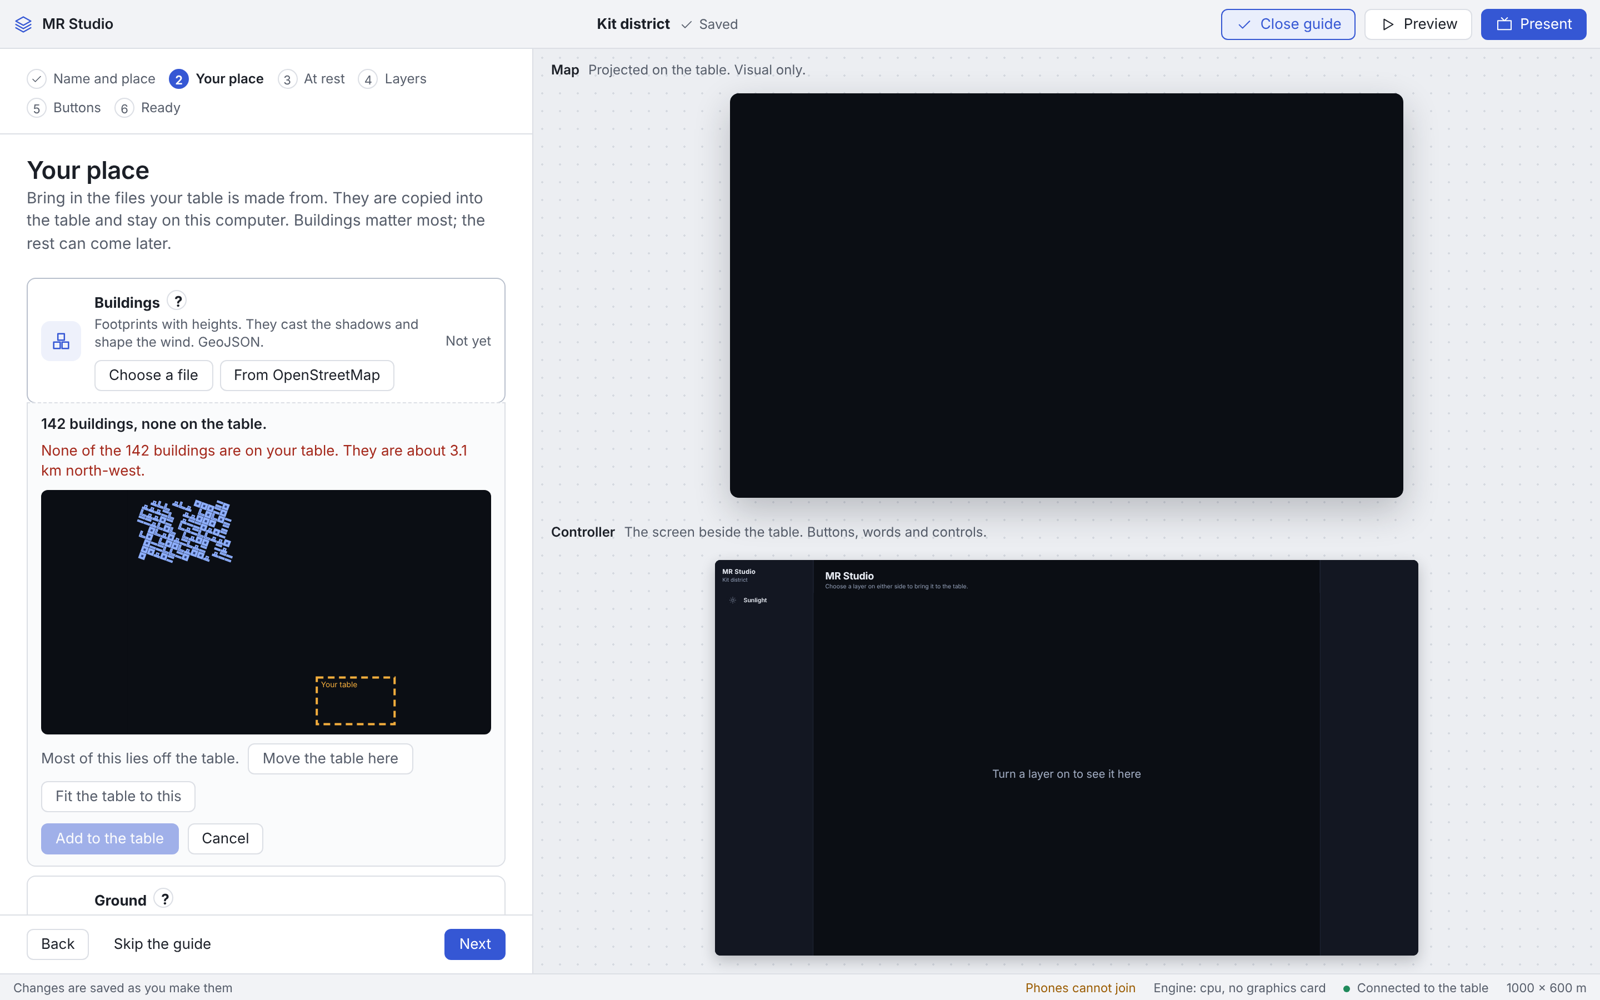 MR Studio
Kit district
Saved
Close guide
Preview
Present
Name and place
2 Your place
3 At rest
4 Layers
5 Buttons
6 Ready
Your place
Bring in the files your table is made from. They are copied into
the table and stay on this computer. Buildings matter most; the
rest can come later.
Buildings ?
Footprints with heights. They cast the shadows and
shape the wind. GeoJSON.
Not yet
Choose a file
From OpenStreetMap
142 buildings, none on the table.
None of the 142 buildings are on your table. They are about 3.1
km north-west.
Your table
Most of this lies off the table.
Move the table here
Fit the table to this
Add to the table
Cancel
Ground ?
Back
Skip the guide
Next
Map Projected on the table. Visual only.
Controller The screen beside the table. Buttons, words and controls.
MR Studio
Kit district
Sunlight
MR Studio
Choose a layer on either side to bring it to the table.
Turn a layer on to see it here
Changes are saved as you make them
Phones cannot join
Engine: cpu, no graphics card
Connected to the table
1000 × 600 m